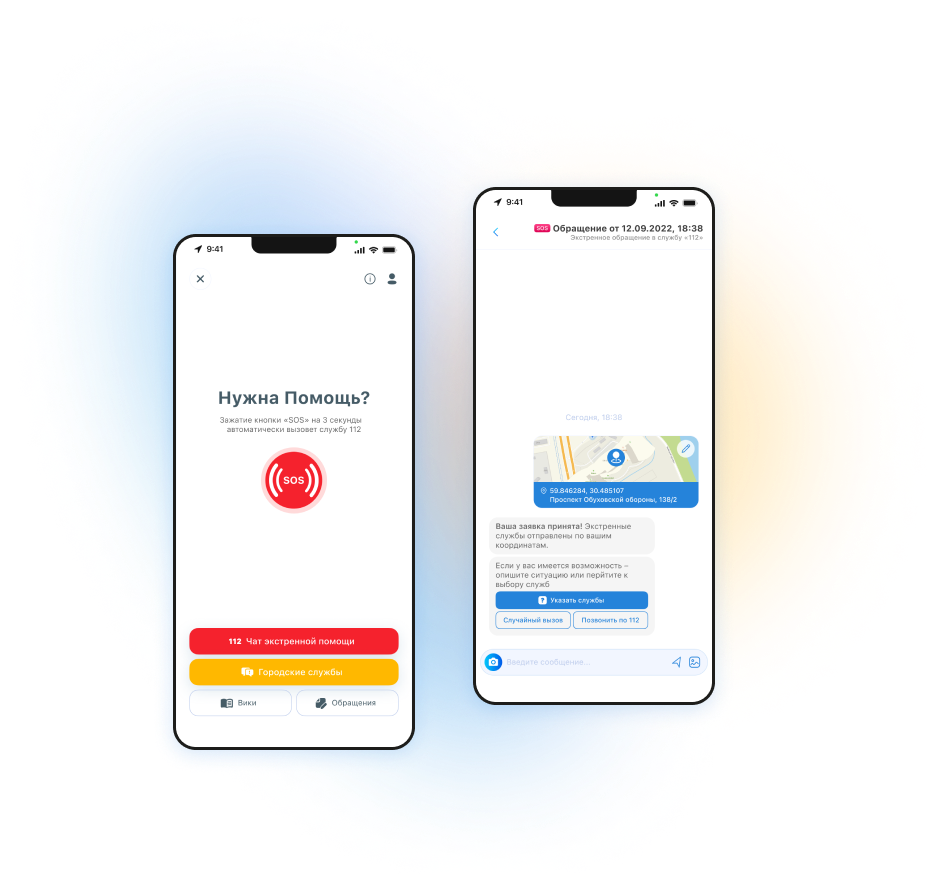 9:41
Нужна Помощь?
Зажатие кнопки «SOS» на 3 секунды
автоматически вызовет службу 112
SOS
112 Чат экстренной помощи
Городские службы
Вики
Обращения
9:41
SOS Обращение от 12.09.2022, 18:38
Экстренное обращение в службу «112»
Сегодня, 18:38
59.846284, 30.485107
Проспект Обуховской обороны, 138/2
Ваша заявка принята! Экстренные
службы отправлены по вашим
координатам.
Если у вас имеется возможность –
опишите ситуацию или перйтите к
выбору служб
? Указать службы
Случайный вызов
Позвонить по 112
Введите сообщение...